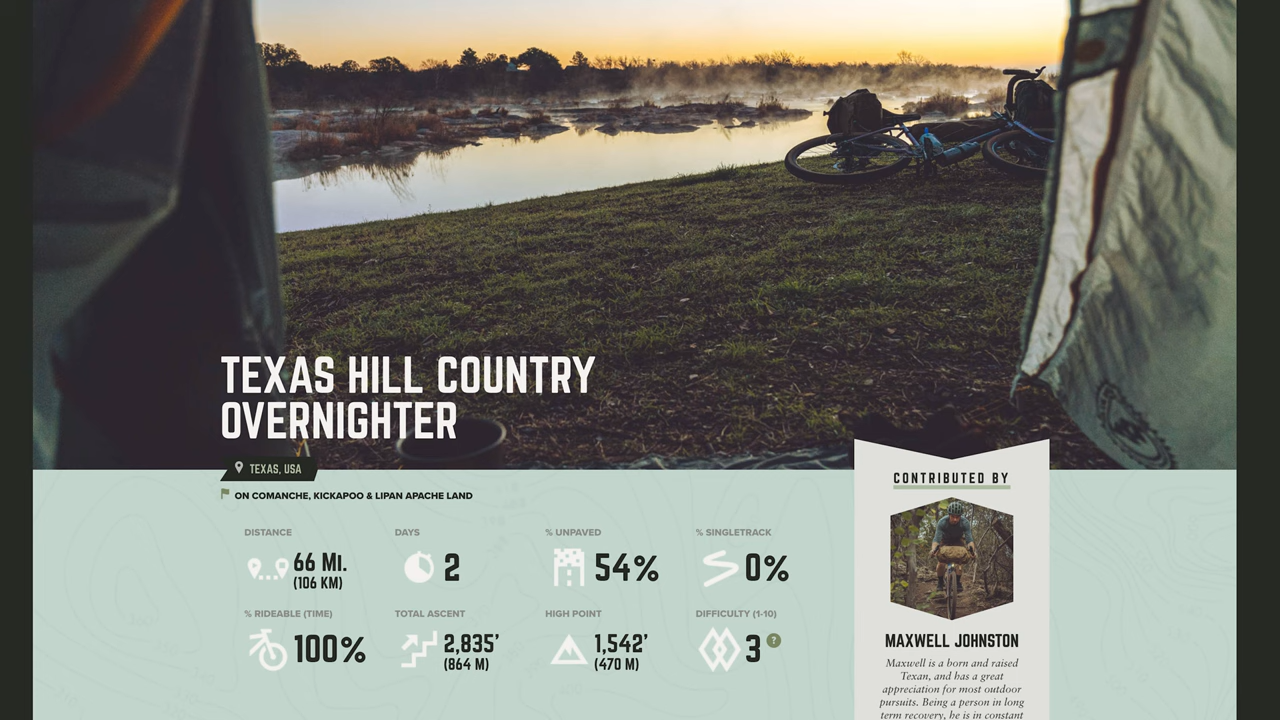 TEXAS HILL COUNTRY
OVERNIGHTER
TEXAS, USA
ON COMANCHE, KICKAPOO & LIPAN APACHE LAND
DISTANCE
66 MI.
(106 KM)
DAYS
2
% UNPAVED
54%
% SINGLETRACK
0%
% RIDEABLE (TIME)
100%
TOTAL ASCENT
2,835'
(864 M)
HIGH POINT
1,542'
(470 M)
DIFFICULTY (1-10)
3
?
CONTRIBUTED BY
MAXWELL JOHNSTON
Maxwell is a born and raised
Texan, and has a great
appreciation for most outdoor
pursuits. Being a person in long
term recovery, he is in constant